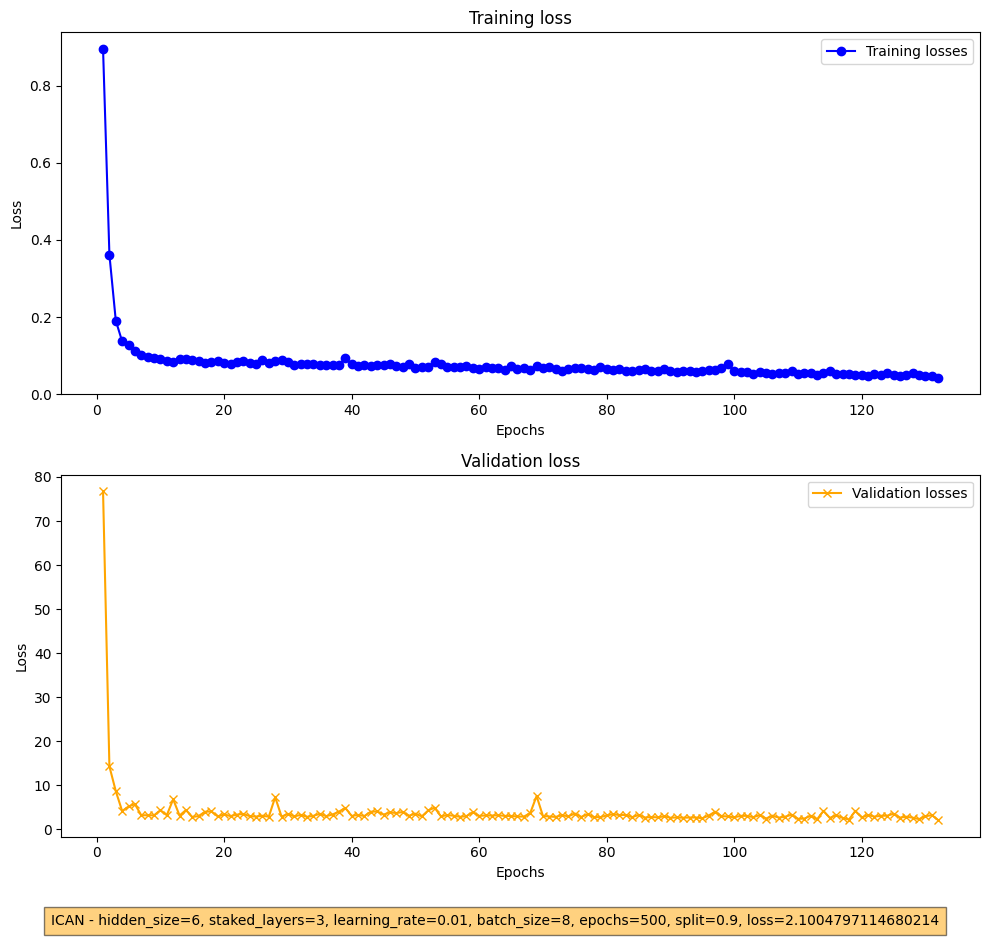 Training loss
Training losses
0.8
0.6
0.4
0.2
0.0
Loss
0 20 40 60 80 100 120
Epochs
Validation loss
Validation losses
80
70
60
50
40
30
20
10
0
Loss
0 20 40 60 80 100 120
Epochs
ICAN - hidden_size=6, staked_layers=3, learning_rate=0.01, batch_size=8, epochs=500, split=0.9, loss=2.1004797114680214